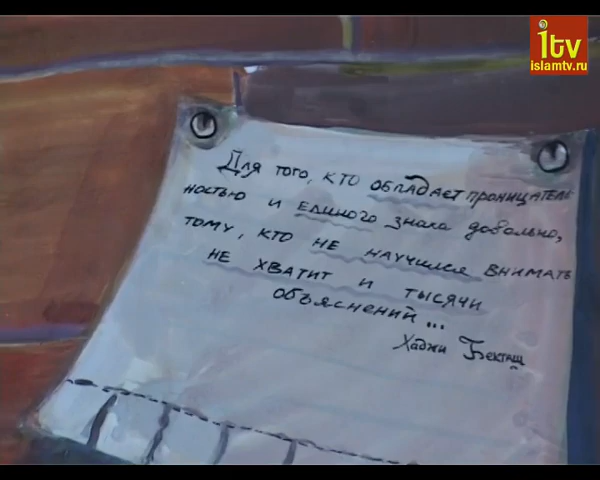 iTV
islamtv.ru
Для того, кто обладает проницатель-
ностью и единого знака довольно,
тому, кто не научился внимать
не хватит и тысячи
объяснений...
Хаджи Бекташ